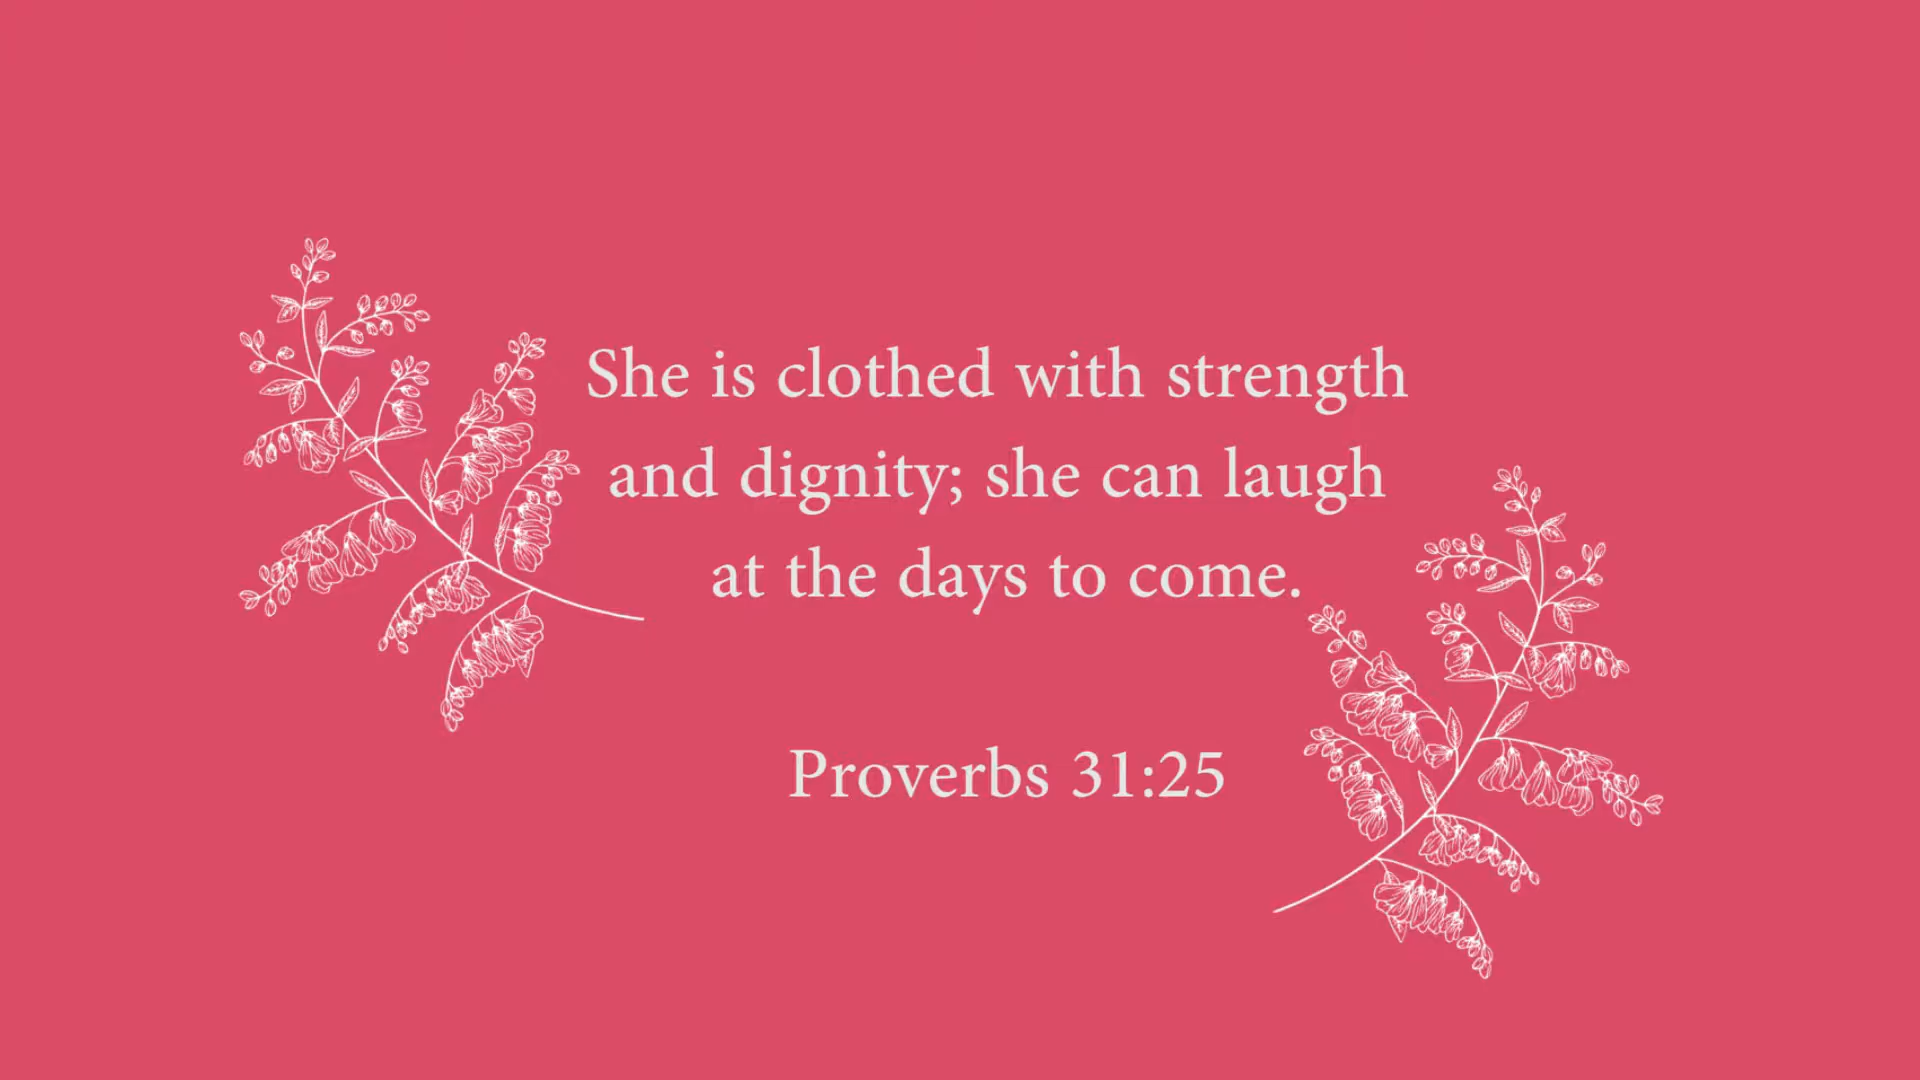 She is clothed with strength
and dignity; she can laugh
at the days to come.
Proverbs 31:25